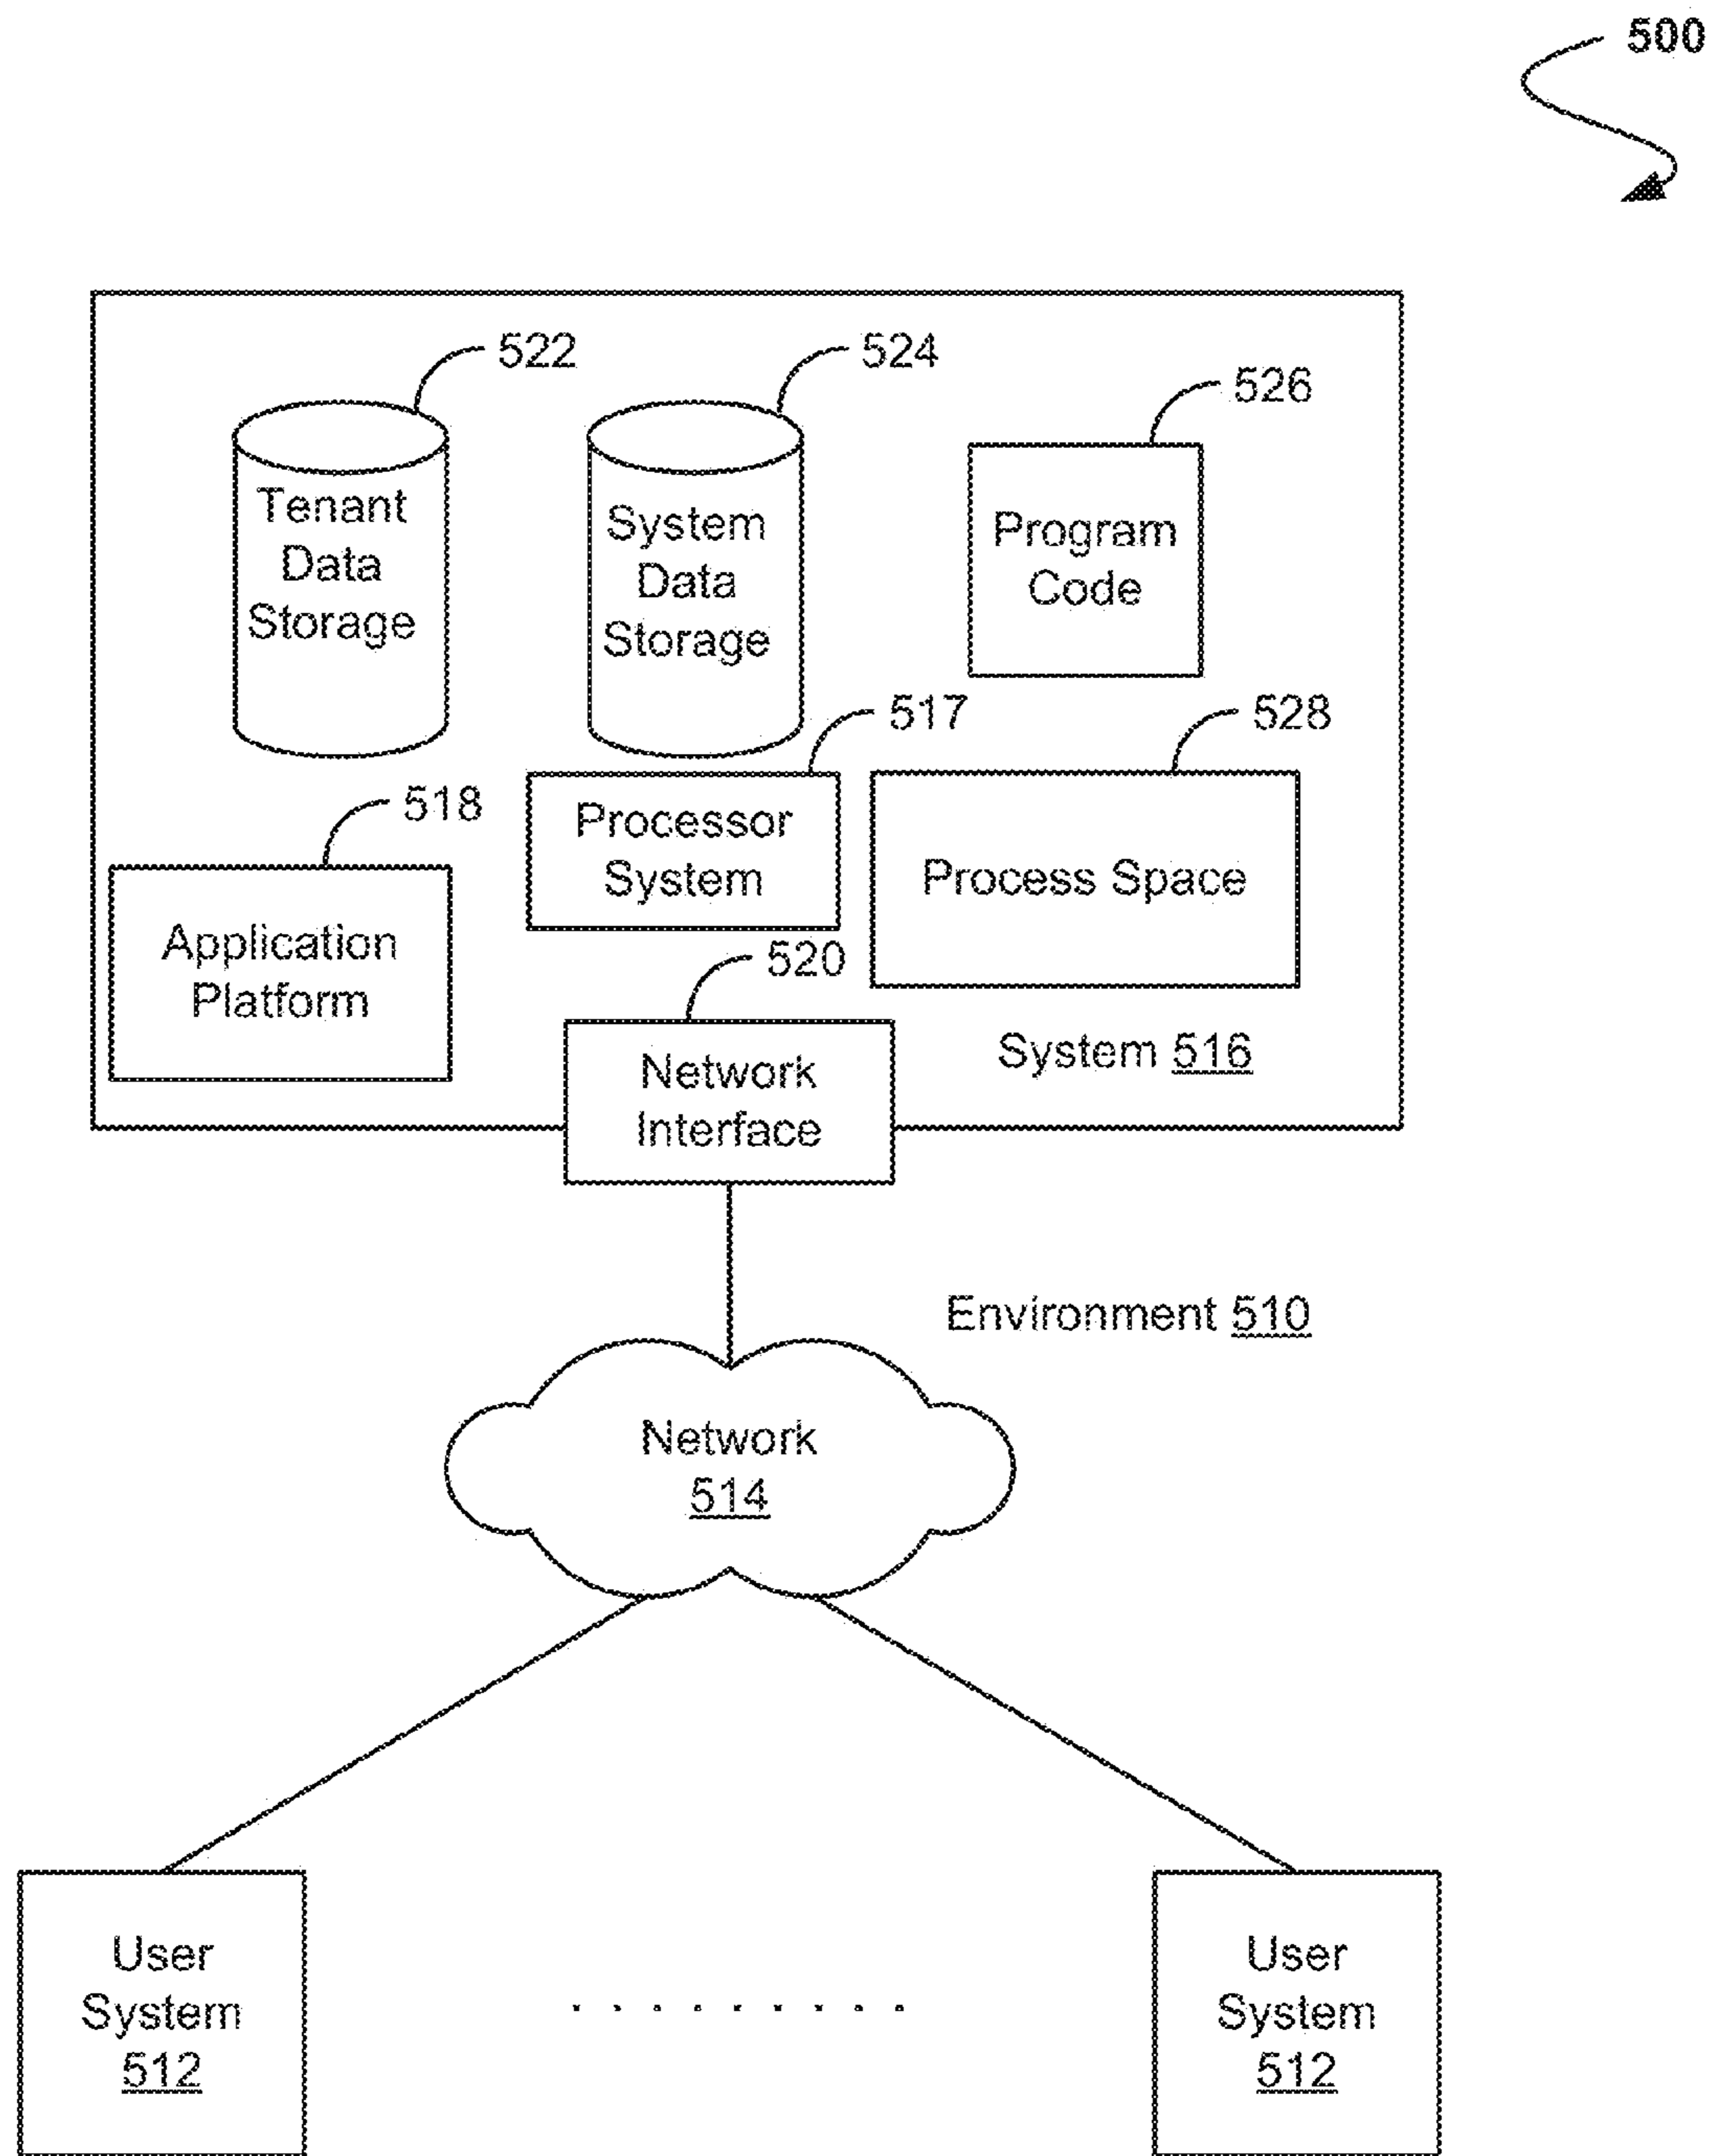 500
522
524
526
Tenant
Data
Storage
System
Data
Storage
Program
Code
517
528
518
Processor
System
Process Space
Application
Platform
520
Network
Interface
System 516
Environment 510
Network
514
User
System
512
User
System
512